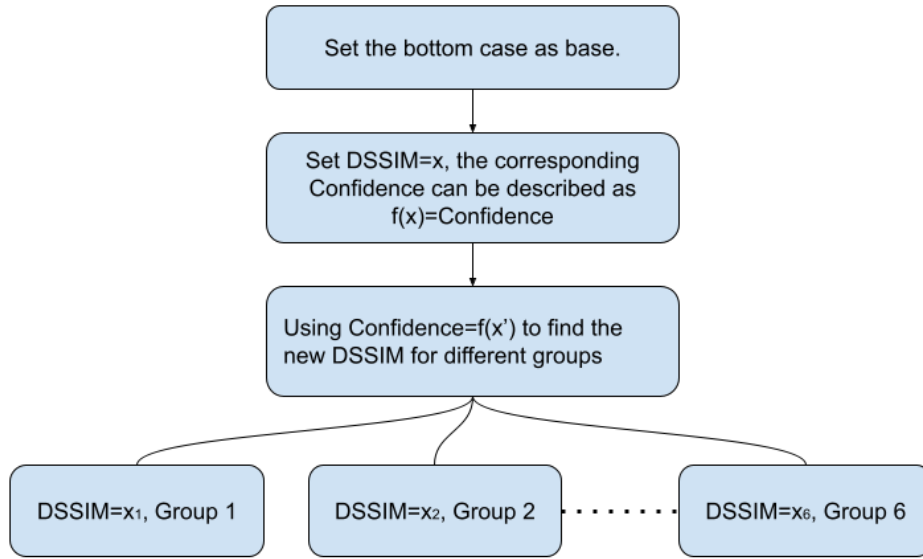 Set the bottom case as base.
Set DSSIM=x, the corresponding
Confidence can be described as
f(x)=Confidence
Using Confidence=f(x’) to find the
new DSSIM for different groups
DSSIM=x₁, Group 1
DSSIM=x₂, Group 2
DSSIM=x₆, Group 6